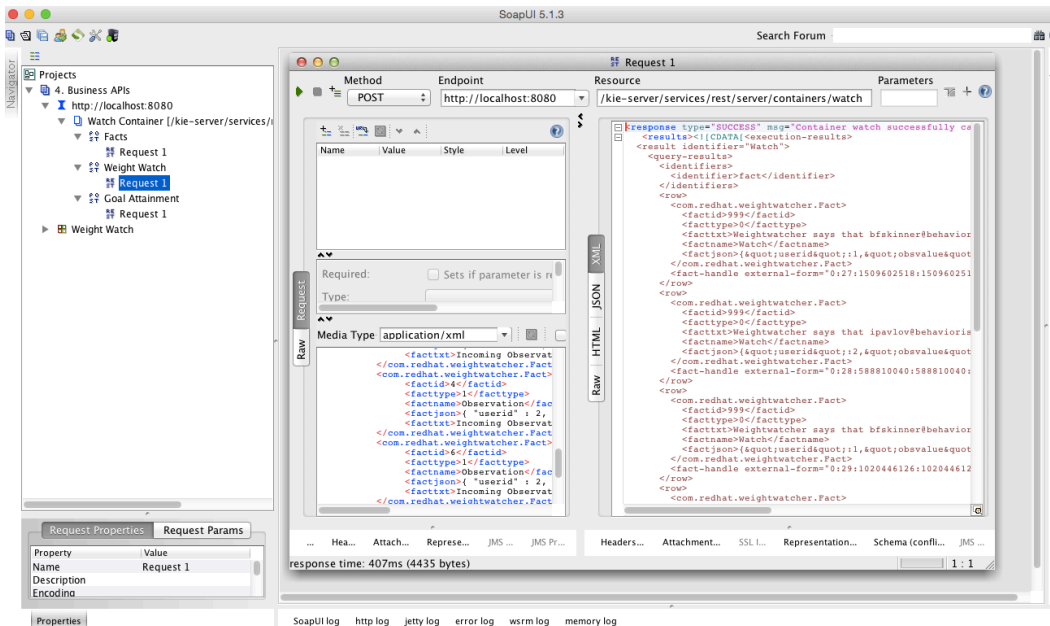 SoapUI 5.1.3
Search Forum
Navigator
Projects
4. Business APIs
http://localhost:8080
Watch Container [/kie-server/services/r
Facts
Request 1
Weight Watch
Request 1
Goal Attainment
Request 1
Weight Watch
Request Properties
Request Params
Property Value
Name Request 1
Description
Encoding
Properties
Request 1
Method Endpoint Resource Parameters
POST http://localhost:8080 /kie-server/services/rest/server/containers/watch
Name Value Style Level
Required: Sets if parameter is re
Type:
Request
Raw
Media Type application/xml
<facttxt>Incoming Observat
</com.redhat.weightwatcher.Fact
<com.redhat.weightwatcher.Fact>
<factid>4</factid>
<facttype>1</facttype>
<factname>Observation</fac
<factjson>{ "userid" : 2,
<facttxt>Incoming Observat
</com.redhat.weightwatcher.Fact
<com.redhat.weightwatcher.Fact>
<factid>6</factid>
<facttype>1</facttype>
<factname>Observation</fac
<factjson>{ "userid" : 2,
<facttxt>Incoming Observat
</com.redhat.weightwatcher.Fact
XML
JSON
HTML
Raw
<response type="SUCCESS" msg="Container watch successfully ca
<results><![CDATA[<execution-results>
<result identifier="Watch">
<query-results>
<identifiers>
<identifier>fact</identifier>
</identifiers>
<row>
<com.redhat.weightwatcher.Fact>
<factid>999</factid>
<facttype>0</facttype>
<facttxt>Weightwatcher says that bfskinner@behavior
<factname>Watch</factname>
<factjson>{&quot;userid&quot;:1,&quot;obsvalue&quot
</com.redhat.weightwatcher.Fact>
<fact-handle external-form="0:27:1509602518:150960251
</row>
<row>
<com.redhat.weightwatcher.Fact>
<factid>999</factid>
<facttype>0</facttype>
<facttxt>Weightwatcher says that ipavlov@behavioris
<factname>Watch</factname>
<factjson>{&quot;userid&quot;:2,&quot;obsvalue&quot
</com.redhat.weightwatcher.Fact>
<fact-handle external-form="0:28:588810040:588810040:
</row>
<row>
<com.redhat.weightwatcher.Fact>
<factid>999</factid>
<facttype>0</facttype>
<facttxt>Weightwatcher says that bfskinner@behavior
<factname>Watch</factname>
<factjson>{&quot;userid&quot;:1,&quot;obsvalue&quot
</com.redhat.weightwatcher.Fact>
<fact-handle external-form="0:29:1020446126:102044612
</row>
<row>
<com.redhat.weightwatcher.Fact>
... Hea... Attach... Represe... JMS ... JMS Pr...
Headers... Attachment... SSL I... Representation... Schema (confli... JMS ...
response time: 407ms (4435 bytes)
1 : 1
SoapUI log http log jetty log error log wsrm log memory log